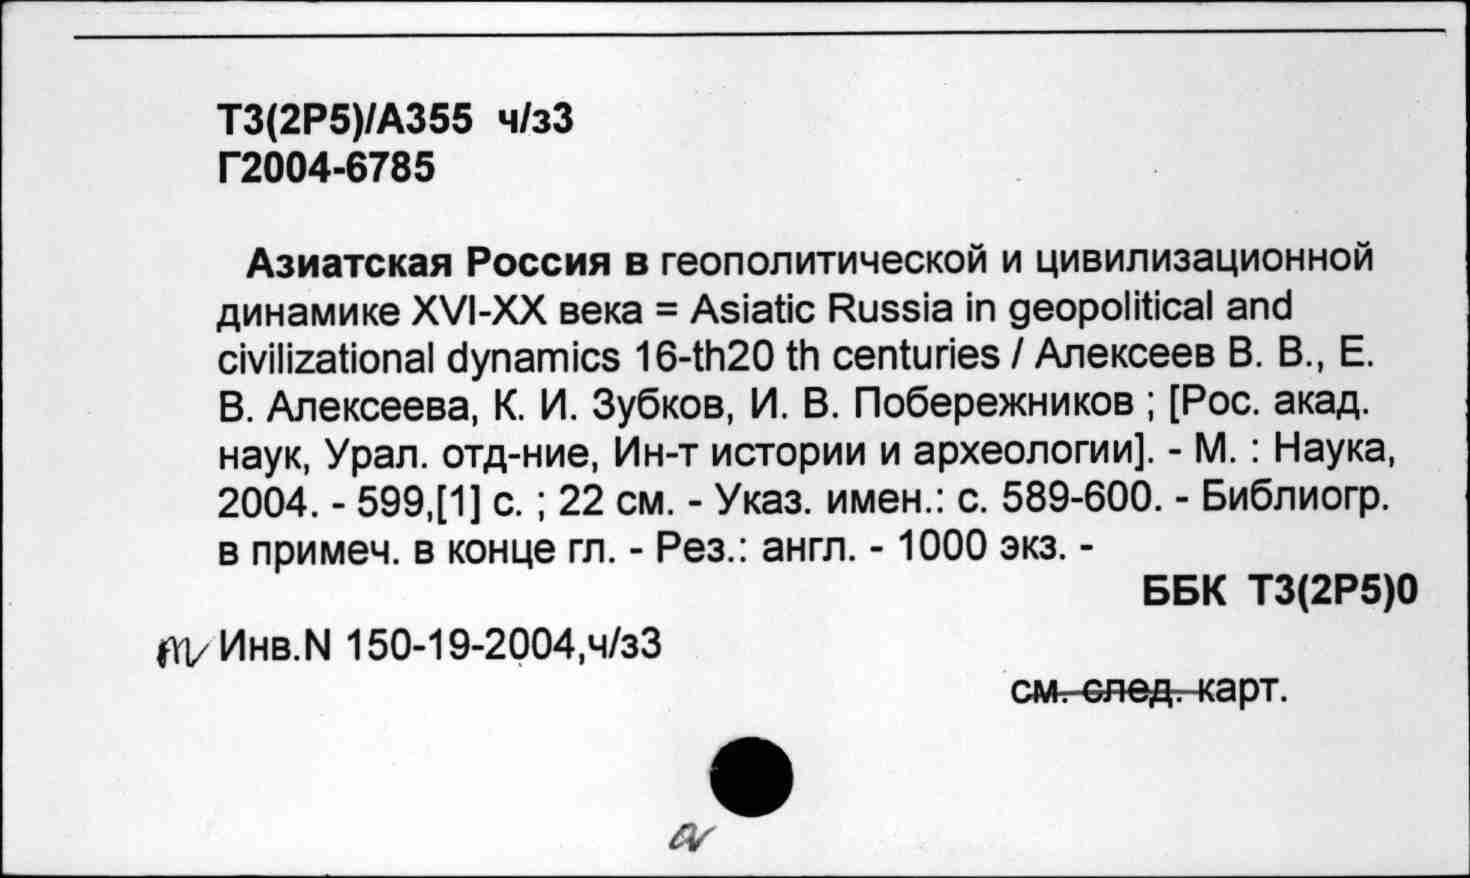 Т3(2Р5)/А355 ч/з3
Г2004-6785
Азиатская Россия в геополитической и цивилизационной
динамике XVI-XX века = Asiatic Russia in geopolitical and
civilizational dynamics 16-th20 th centuries / Алексеев В. В., Е.
В. Алексеева, К. И. Зубков, И. В. Побережников ; [Рос. акад.
наук, Урал. отд-ние, Ин-т истории и археологии]. - М. : Наука,
2004. - 599,[1] с. ; 22 см. - Указ. имен.: с. 589-600. - Библиогр.
в примеч. в конце гл. - Рез.: англ. - 1000 экз. -
ББК Т3(2Р5)0
Инв.N 150-19-2004,ч/з3
см. след. карт.